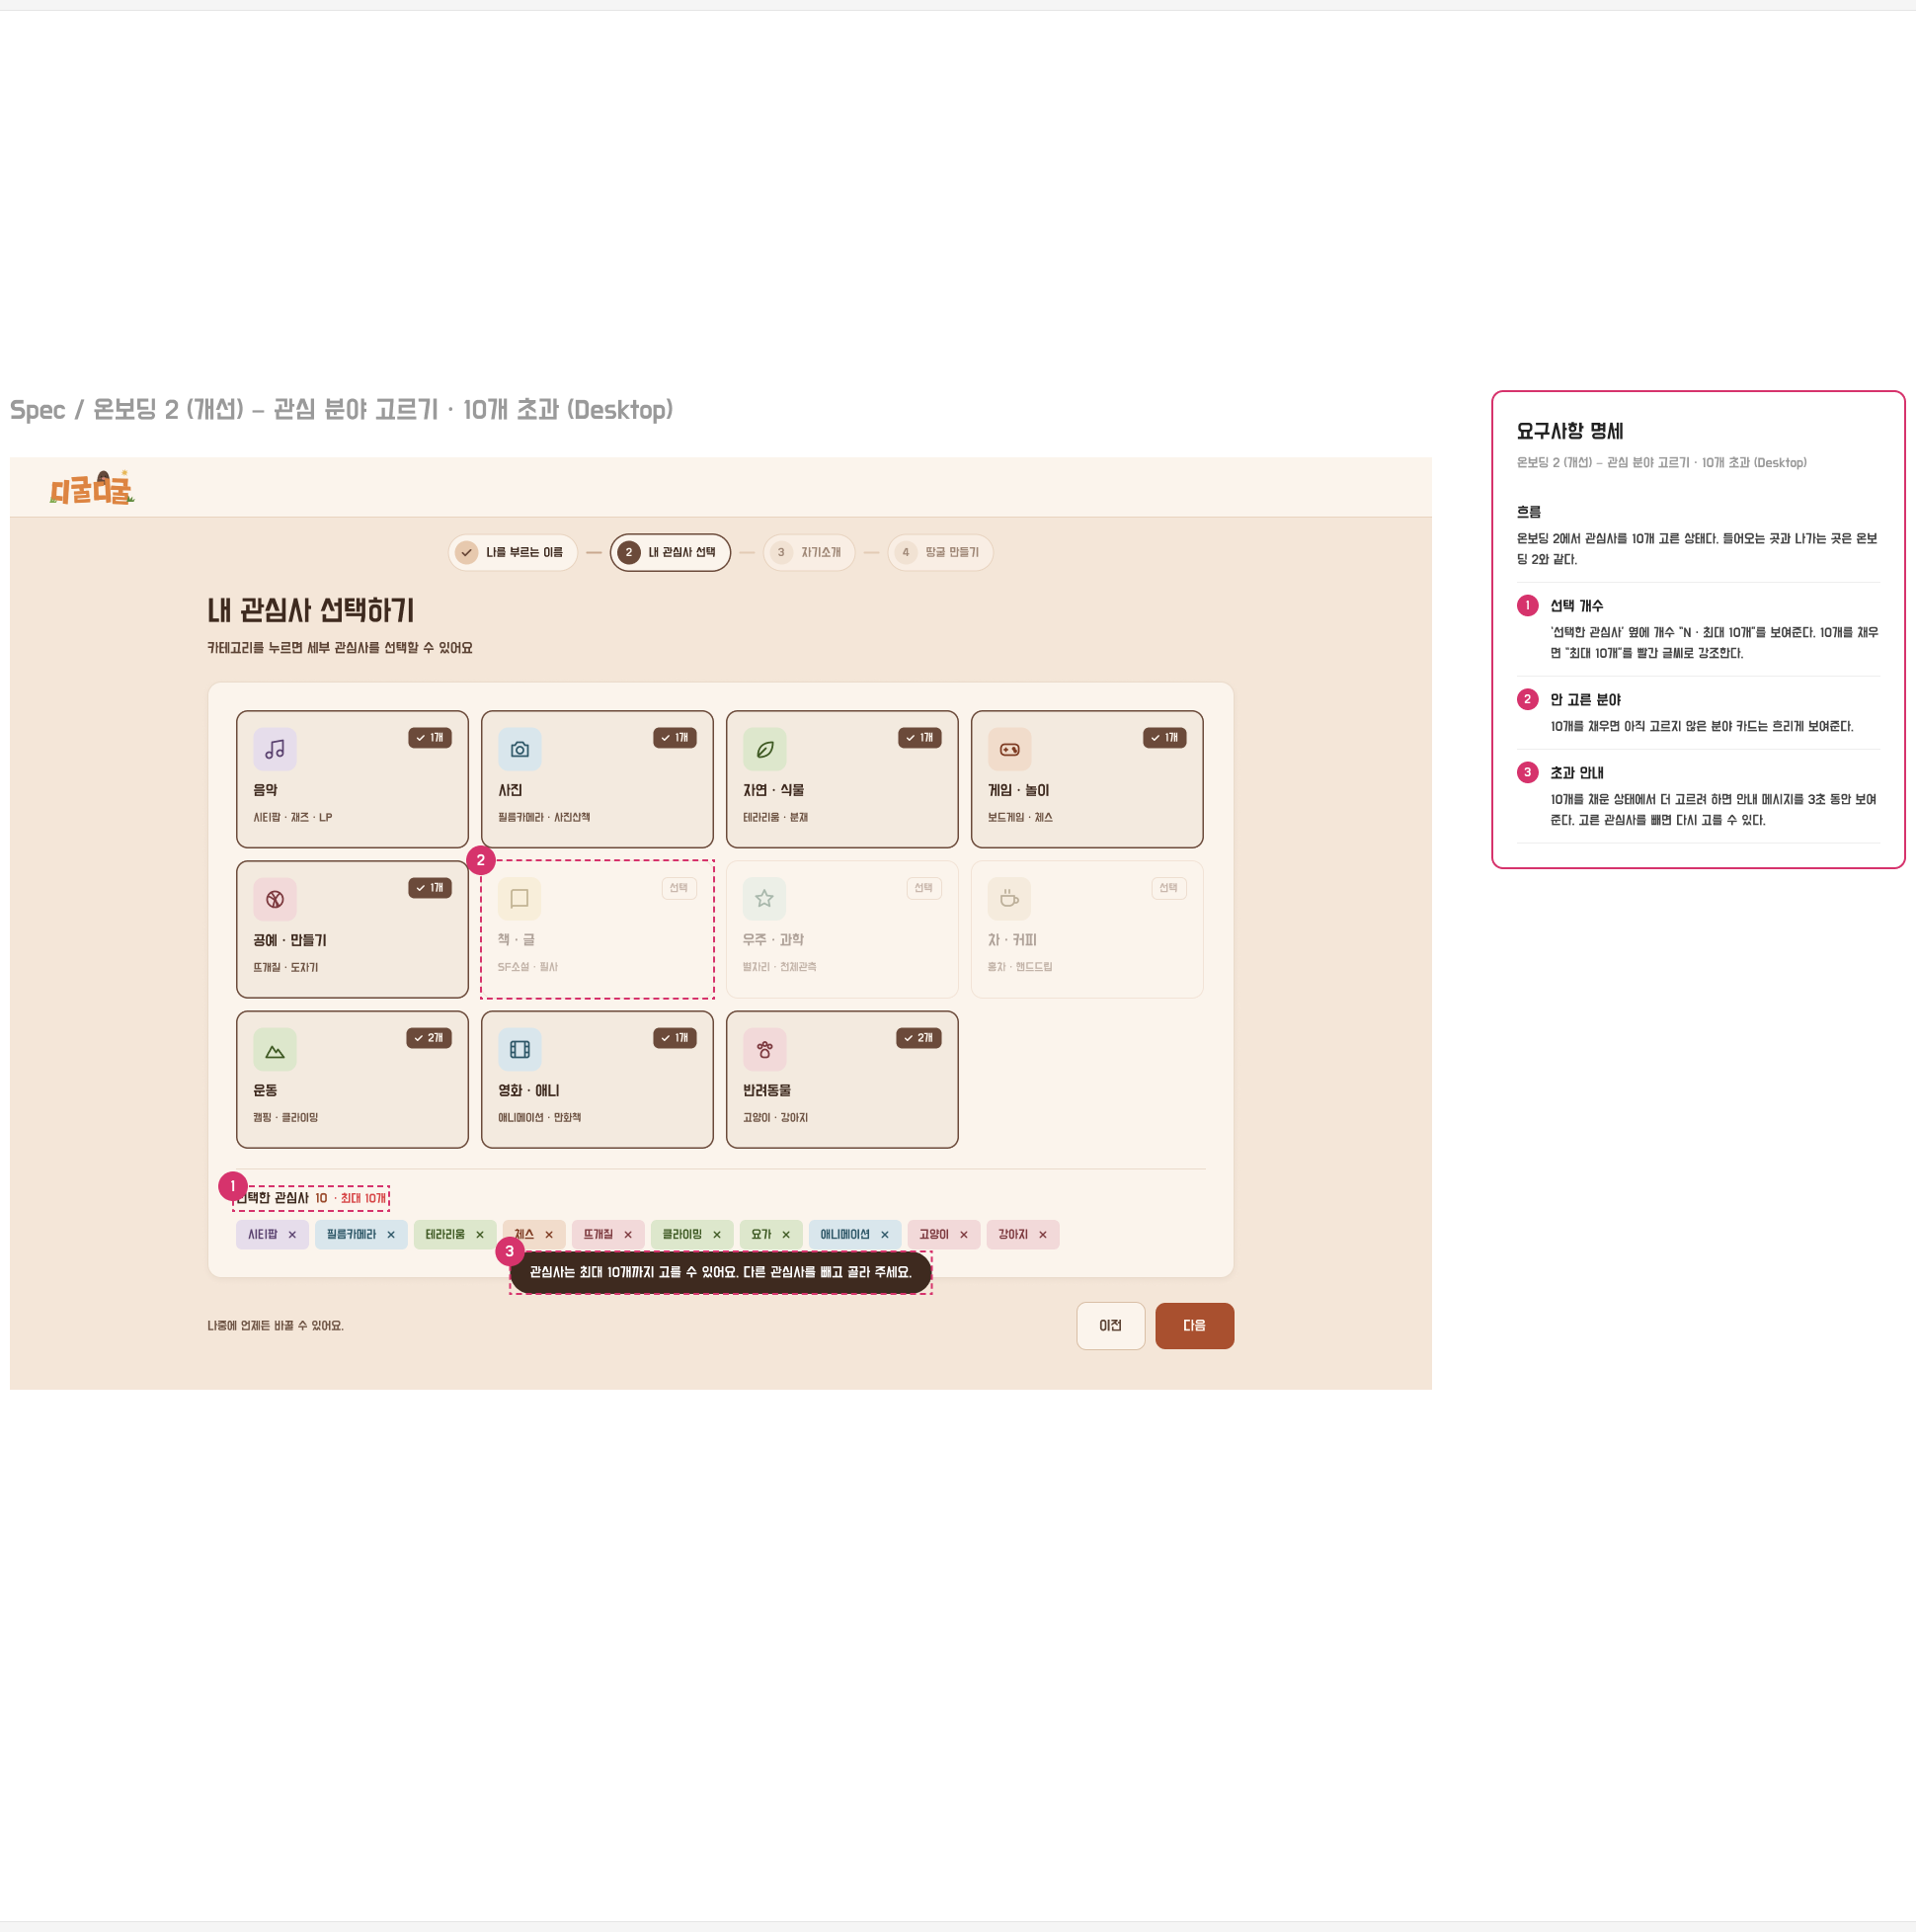 Spec / 온보딩 2 (개선) – 관심 분야 고르기 · 10개 초과 (Desktop)
디굴디굴
나를 부르는 이름
2 내 관심사 선택
3 자기소개
4 땅굴 만들기
내 관심사 선택하기
카테고리를 누르면 세부 관심사를 선택할 수 있어요
1개
음악
시티팝 · 재즈 · LP
1개
사진
필름카메라 · 사진산책
1개
자연 · 식물
테라리움 · 분재
1개
게임 · 놀이
보드게임 · 체스
1개
공예 · 만들기
뜨개질 · 도자기
2
선택
책 · 글
SF소설 · 필사
선택
우주 · 과학
별자리 · 천체관측
선택
차 · 커피
홍차 · 핸드드립
2개
운동
캠핑 · 클라이밍
1개
영화 · 애니
애니메이션 · 만화책
2개
반려동물
고양이 · 강아지
1
선택한 관심사 10 · 최대 10개
시티팝 ×
필름카메라 ×
테라리움 ×
체스 ×
뜨개질 ×
클라이밍 ×
요가 ×
애니메이션 ×
고양이 ×
강아지 ×
3
관심사는 최대 10개까지 고를 수 있어요. 다른 관심사를 빼고 골라 주세요.
나중에 언제든 바꿀 수 있어요.
이전
다음
요구사항 명세
온보딩 2 (개선) – 관심 분야 고르기 · 10개 초과 (Desktop)
흐름
온보딩 2에서 관심사를 10개 고른 상태다. 들어오는 곳과 나가는 곳은 온보
딩 2와 같다.
1 선택 개수
'선택한 관심사' 옆에 개수 "N · 최대 10개"를 보여준다. 10개를 채우
면 "최대 10개"를 빨간 글씨로 강조한다.
2 안 고른 분야
10개를 채우면 아직 고르지 않은 분야 카드는 흐리게 보여준다.
3 초과 안내
10개를 채운 상태에서 더 고르려 하면 안내 메시지를 3초 동안 보여
준다. 고른 관심사를 빼면 다시 고를 수 있다.